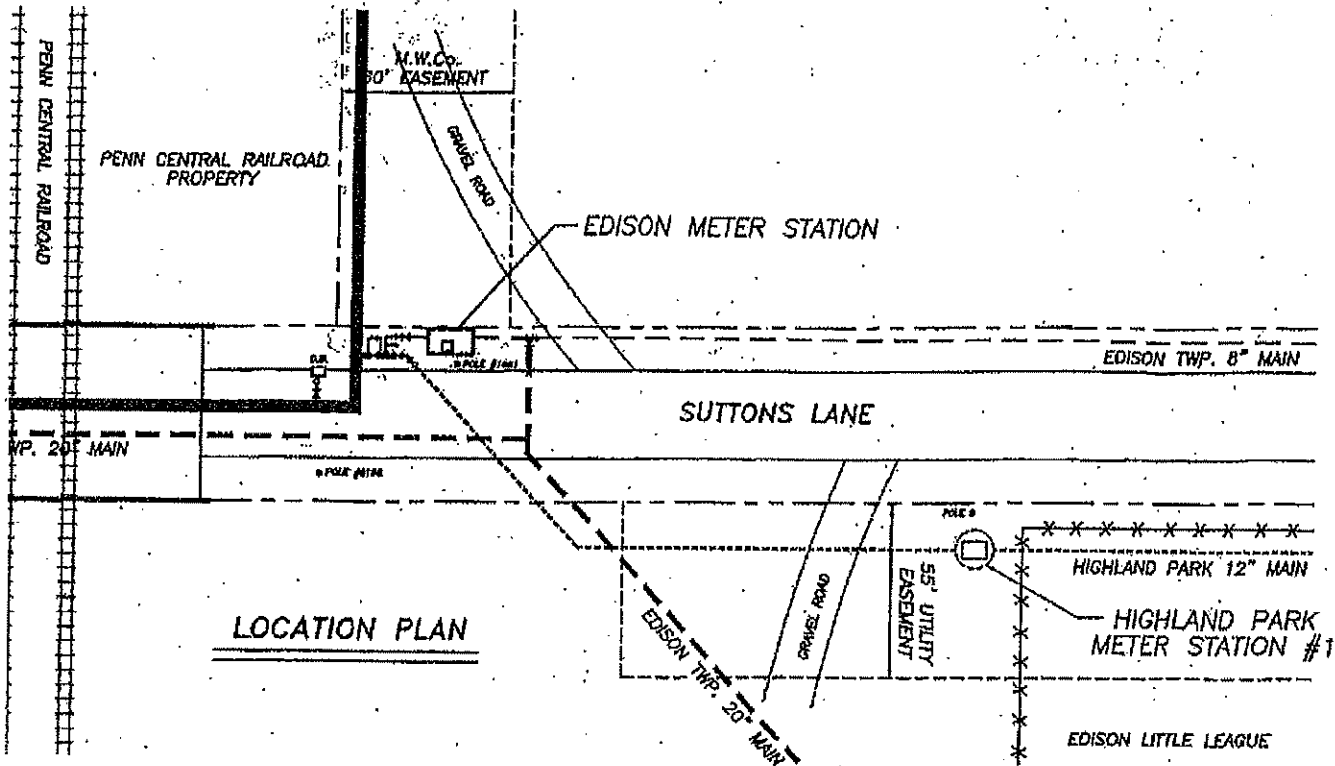 PENN CENTRAL RAILROAD
M.W.Co.
EASEMENT
GRAVEL ROAD
PENN CENTRAL RAILROAD
PROPERTY
EDISON METER STATION
EDISON TWP. 8" MAIN
SUTTONS LANE
20" MAIN
POLE
POLE #
HIGHLAND PARK 12" MAIN
55' UTILITY
EASEMENT
GRAVEL ROAD
HIGHLAND PARK
METER STATION #1
LOCATION PLAN
EDISON TWP. 20" MAIN
EDISON LITTLE LEAGUE